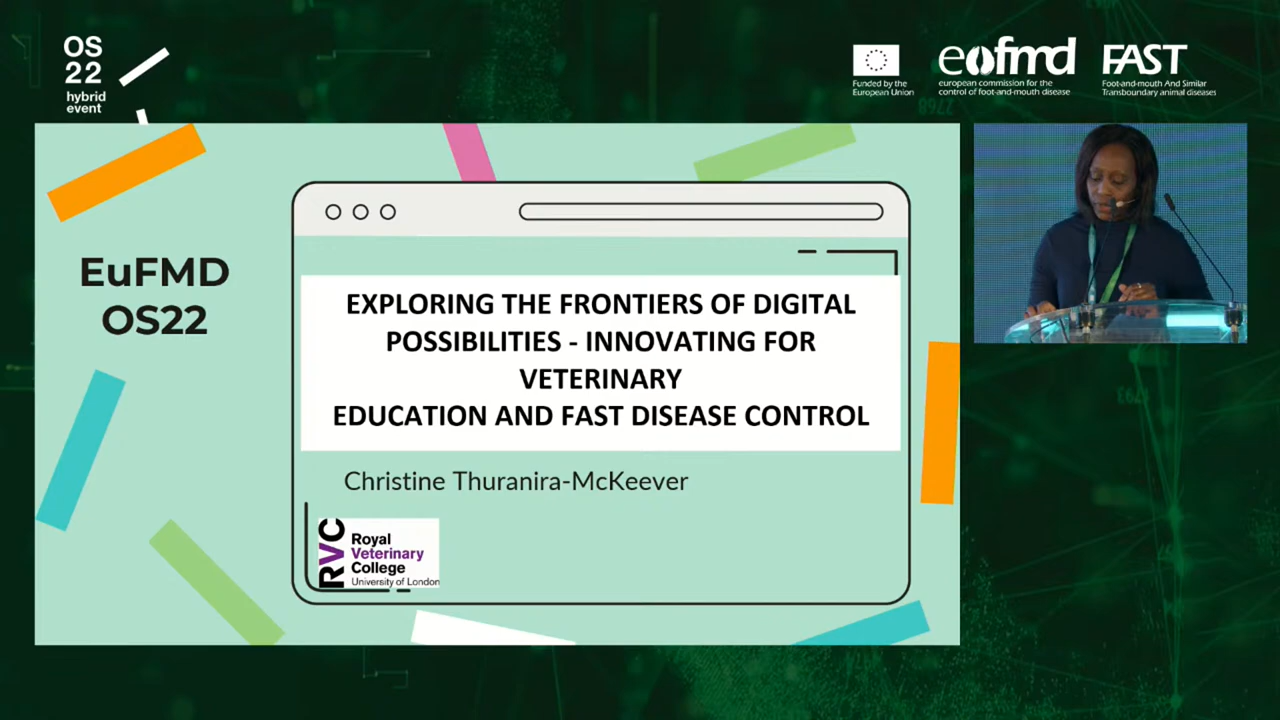 OS
22
hybrid
event
Funded by the
European Union
eofmd
european commission for the
control of foot-and-mouth disease
FAST
Foot-and-mouth And Similar
Transboundary animal diseases
EuFMD
OS22
EXPLORING THE FRONTIERS OF DIGITAL
POSSIBILITIES - INNOVATING FOR
VETERINARY
EDUCATION AND FAST DISEASE CONTROL
Christine Thuranira-McKeever
RVC
Royal
Veterinary
College
University of London